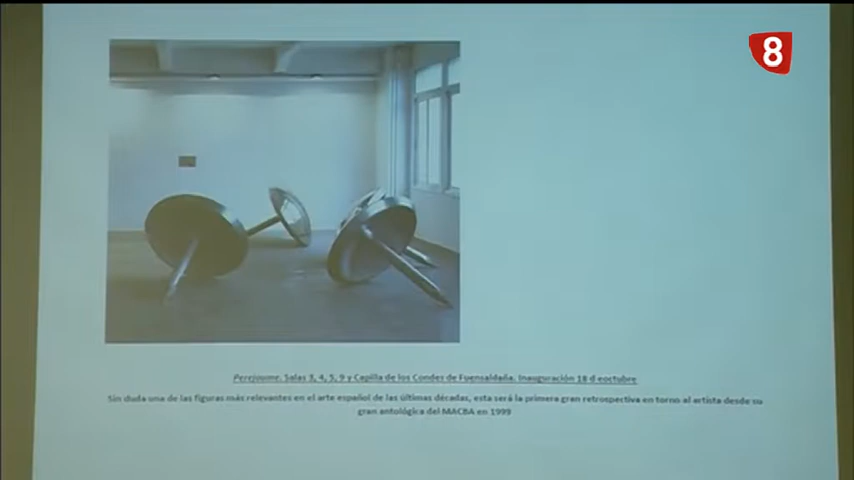 8
Perejaume. Salas 3, 4, 5, 9 y Capilla de los Condes de Fuensaldaña. Inauguración 18 d eoctubre
Sin duda una de las figuras más relevantes en el arte español de las últimas décadas, esta será la primera gran retrospectiva en torno al artista desde su
gran antológica del MACBA en 1999